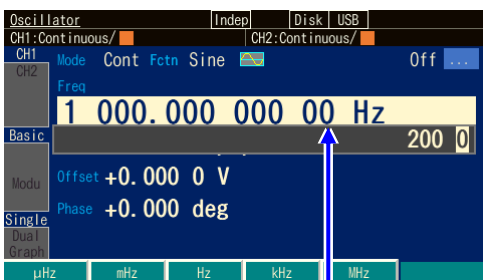 Oscillator Indep Disk USB
CH1:Continuous/ CH2:Continuous/
CH1
CH2
Mode Cont Fctn Sine Off ...
Freq
1 000.000 000 00 Hz
Basic
200 0
Modu
Offset +0.000 0 V
Phase +0.000 deg
Single
Dual
Graph
µHz mHz Hz kHz MHz